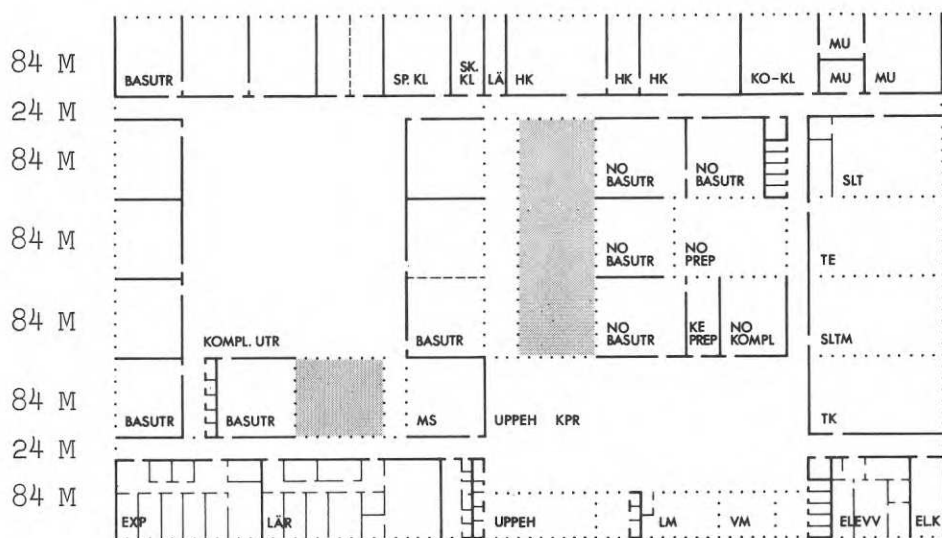 84 M
24 M
84 M
84 M
84 M
84 M
24 M
84 M
BASUTR
SP. KL
SK. KL
LÄ
HK
HK
HK
KO-KL
MU
MU
MU
NO BASUTR
NO BASUTR
SLT
NO BASUTR
NO PREP
TE
KOMPL. UTR
BASUTR
NO BASUTR
KE PREP
NO KOMPL
SLTM
BASUTR
BASUTR
MS
UPPEH KPR
TK
EXP
LÄR
UPPEH
LM
VM
ELEVV
EL.K